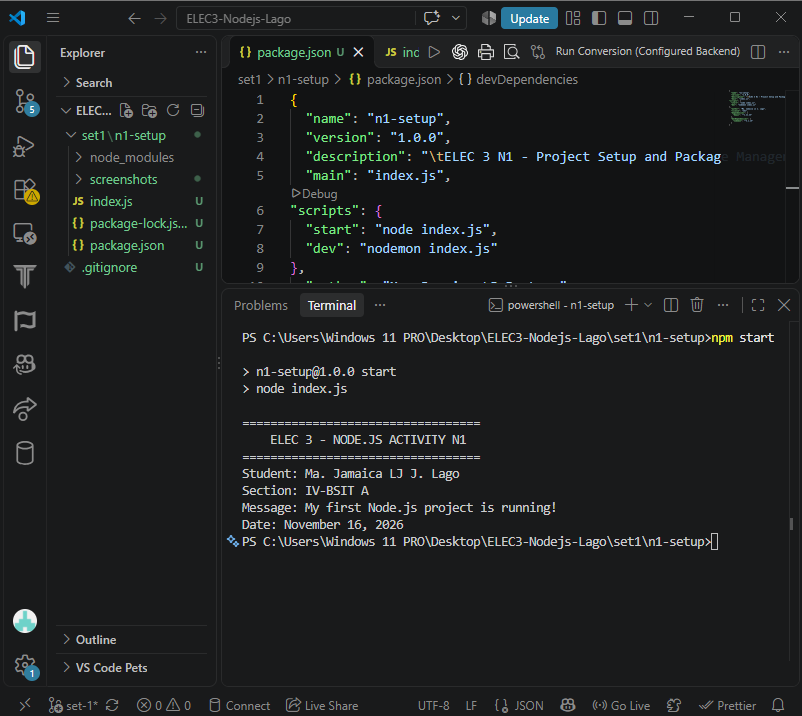 ELEC3-Nodejs-Lago
Update
Explorer
Search
ELEC...
set1\n1-setup
node_modules
screenshots
JS index.js U
{} package-lock.js... U
{} package.json U
.gitignore U
Outline
VS Code Pets
5
1
{} package.json U
JS inc
Run Conversion (Configured Backend)
set1 > n1-setup > {} package.json > {} devDependencies
1 {
2 "name": "n1-setup",
3 "version": "1.0.0",
4 "description": "\tELEC 3 N1 - Project Setup and Package Manager
5 "main": "index.js",
Debug
6 "scripts": {
7 "start": "node index.js",
8 "dev": "nodemon index.js"
9 },
Problems Terminal ... powershell - n1-setup
PS C:\Users\Windows 11 PRO\Desktop\ELEC3-Nodejs-Lago\set1\n1-setup>npm start
> n1-setup@1.0.0 start
> node index.js
==================================
ELEC 3 - NODE.JS ACTIVITY N1
==================================
Student: Ma. Jamaica LJ J. Lago
Section: IV-BSIT A
Message: My first Node.js project is running!
Date: November 16, 2026
PS C:\Users\Windows 11 PRO\Desktop\ELEC3-Nodejs-Lago\set1\n1-setup>
set-1* 0 0 Connect Live Share UTF-8 LF {} JSON Go Live Prettier